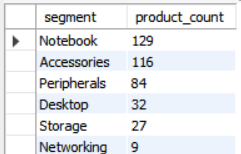 segment product_count
Notebook 129
Accessories 116
Peripherals 84
Desktop 32
Storage 27
Networking 9